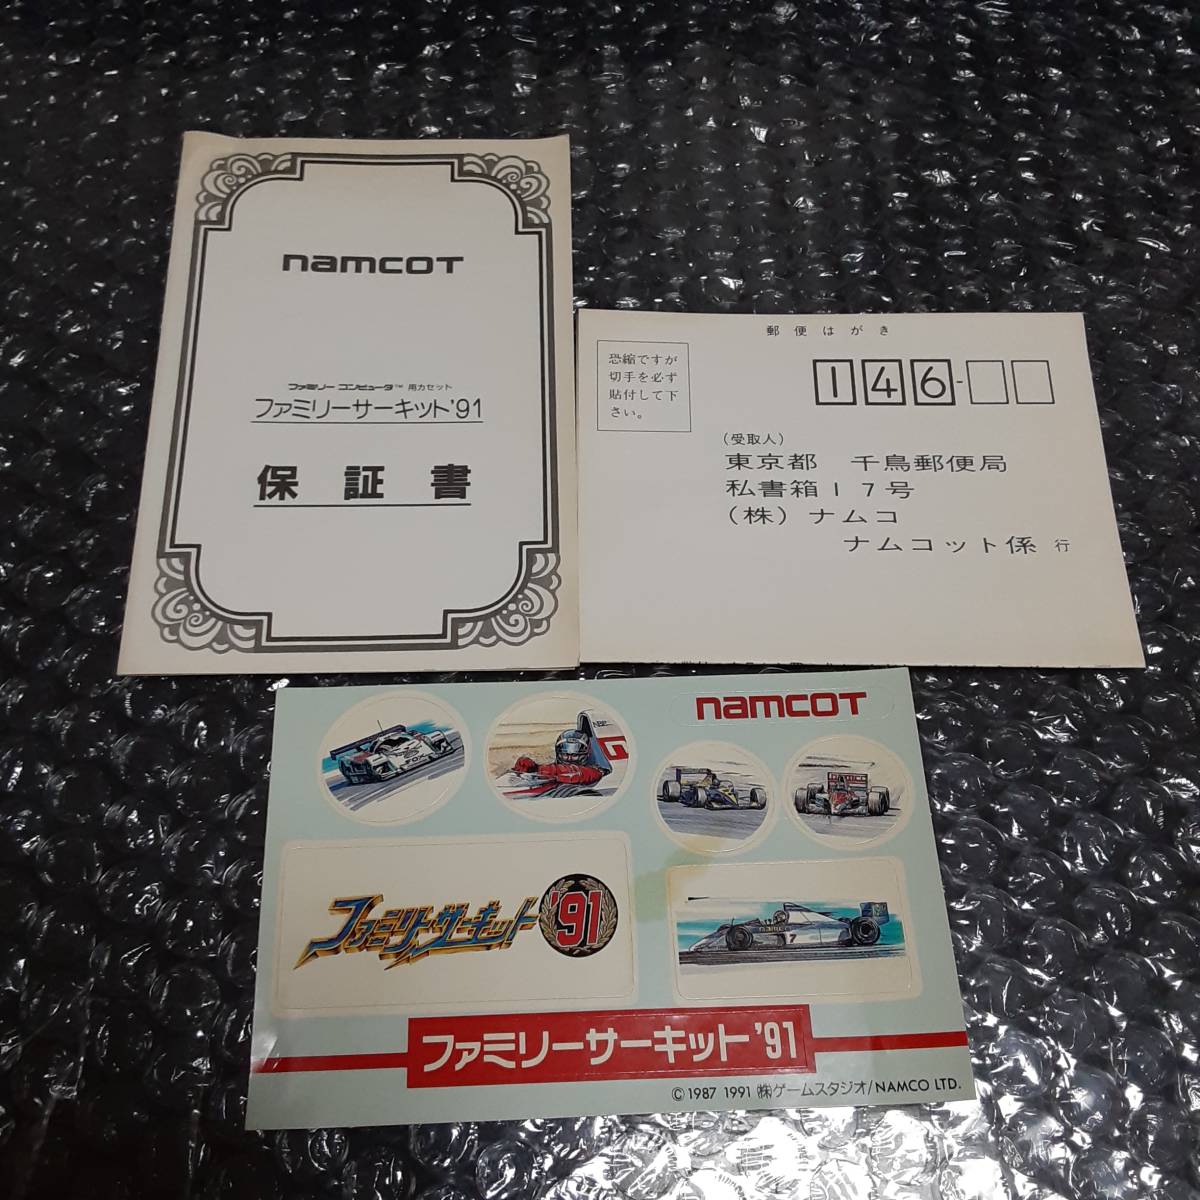 namcoT
ファミリー コンピュータ™ 用カセット
ファミリーサーキット'91
保証書
郵便はがき
恐縮ですが
切手を必ず
貼付して下
さい。
146-
(受取人)
東京都 千鳥郵便局
私書箱17号
(株)ナムコ
ナムコット係 行
namcoT
ファミリーサーキット '91
7
ファミリーサーキット'91
©1987 1991 ㈱ゲームスタジオ/NAMCO LTD.